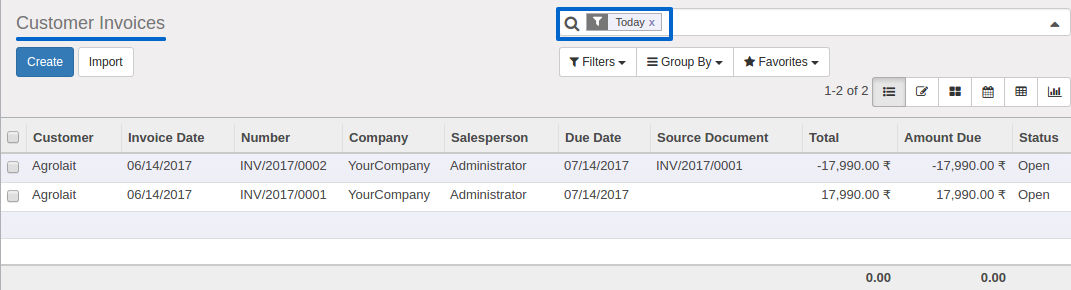 Customer Invoices
Today x
Create Import
Filters Group By Favorites
1-2 of 2
Customer Invoice Date Number Company Salesperson Due Date Source Document Total Amount Due Status
Agrolait 06/14/2017 INV/2017/0002 YourCompany Administrator 07/14/2017 INV/2017/0001 -17,990.00 ₹ -17,990.00 ₹ Open
Agrolait 06/14/2017 INV/2017/0001 YourCompany Administrator 07/14/2017 17,990.00 ₹ 17,990.00 ₹ Open
0.00 0.00